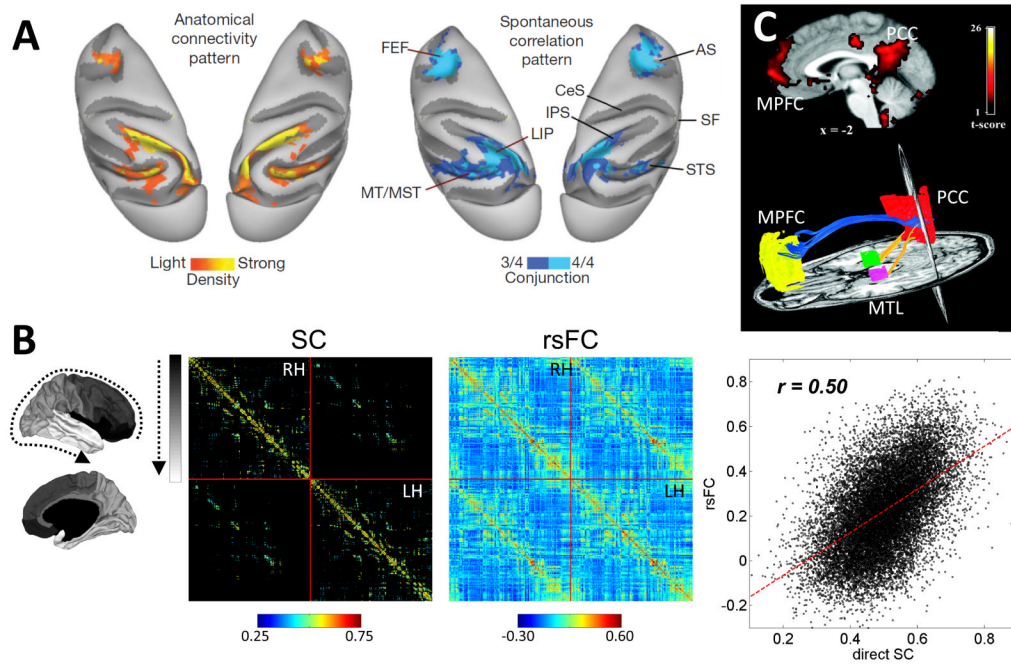 A
Anatomical
connectivity
pattern
Light Strong
Density
Spontaneous
correlation
pattern
FEF
AS
CeS
IPS
SF
LIP
STS
MT/MST
3/4 4/4
Conjunction
C
PCC
26
MPFC
1
t-score
x = -2
PCC
MPFC
MTL
B
SC
RH
LH
0.25 0.75
rsFC
RH
LH
-0.30 0.60
r = 0.50
rsFC
0.8
0.6
0.4
0.2
0
-0.2
0.2 0.4 0.6 0.8
direct SC